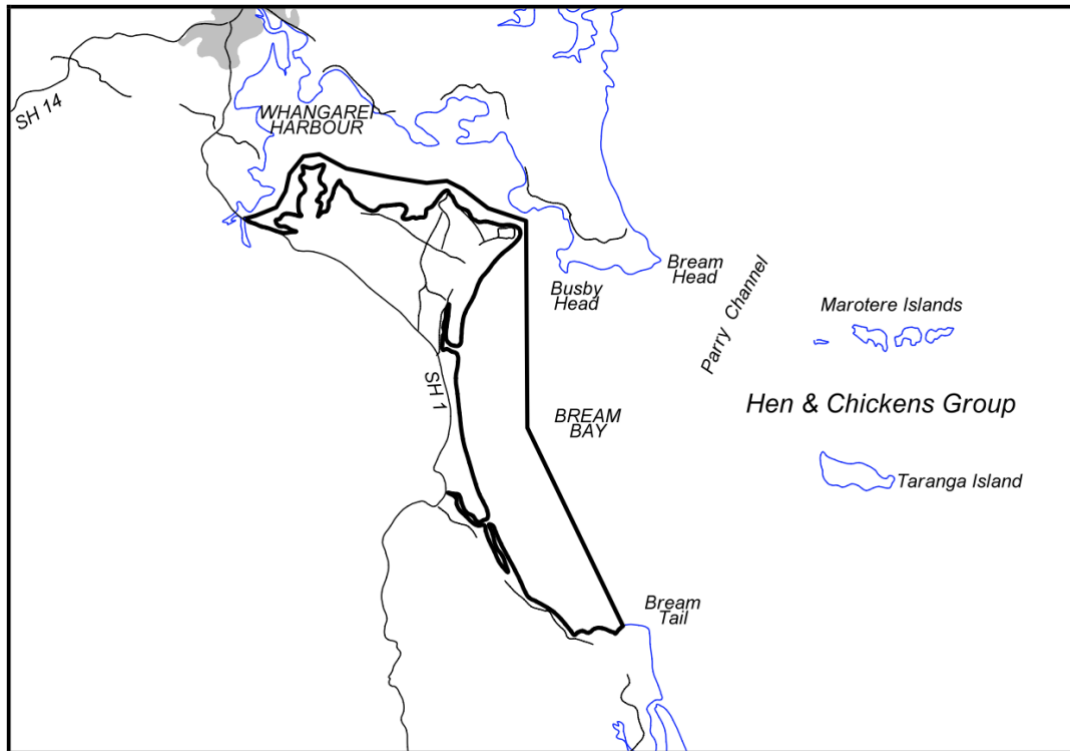 SH 14
WHANGAREI
HARBOUR
Bream
Head
Busby
Head
Parry Channel
Marotere Islands
SH 1
Hen & Chickens Group
BREAM
BAY
Taranga Island
Bream
Tail